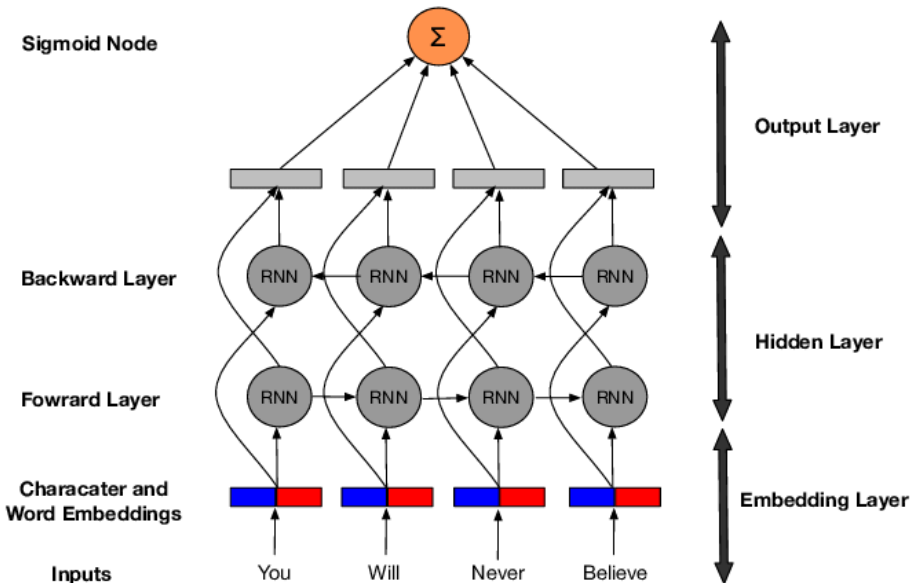 Sigmoid Node
Σ
Output Layer
Backward Layer
RNN RNN RNN RNN
Hidden Layer
Fowrard Layer
RNN RNN RNN RNN
Characater and
Word Embeddings
Embedding Layer
Inputs
You Will Never Believe